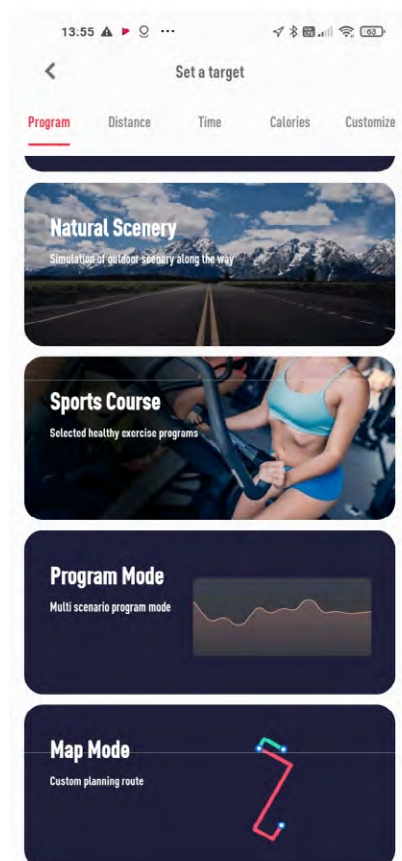 13:55
63
Set a target
Program Distance Time Calories Customize
Natural Scenery
Simulation of outdoor scenery along the way
Sports Course
Selected healthy exercise programs
Program Mode
Multi scenario program mode
Map Mode
Custom planning route